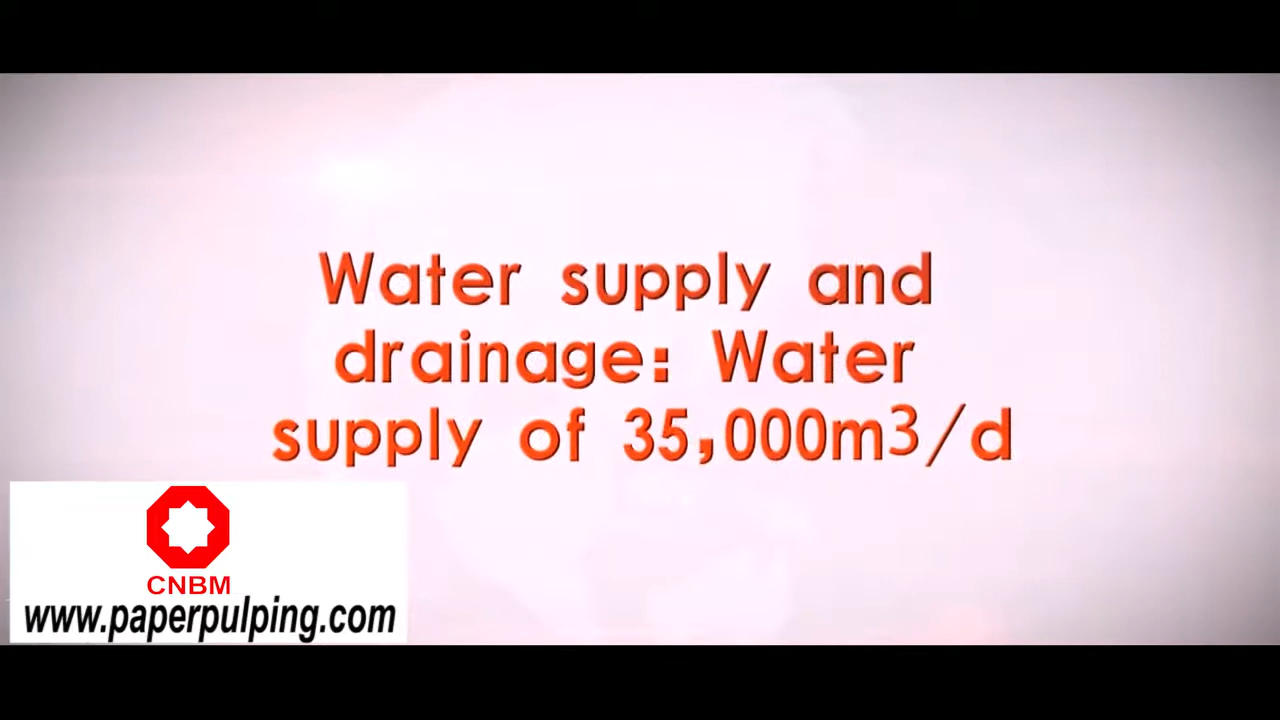 Water supply and
drainage: Water
supply of 35,000m3/d
CNBM
www.paperpulping.com